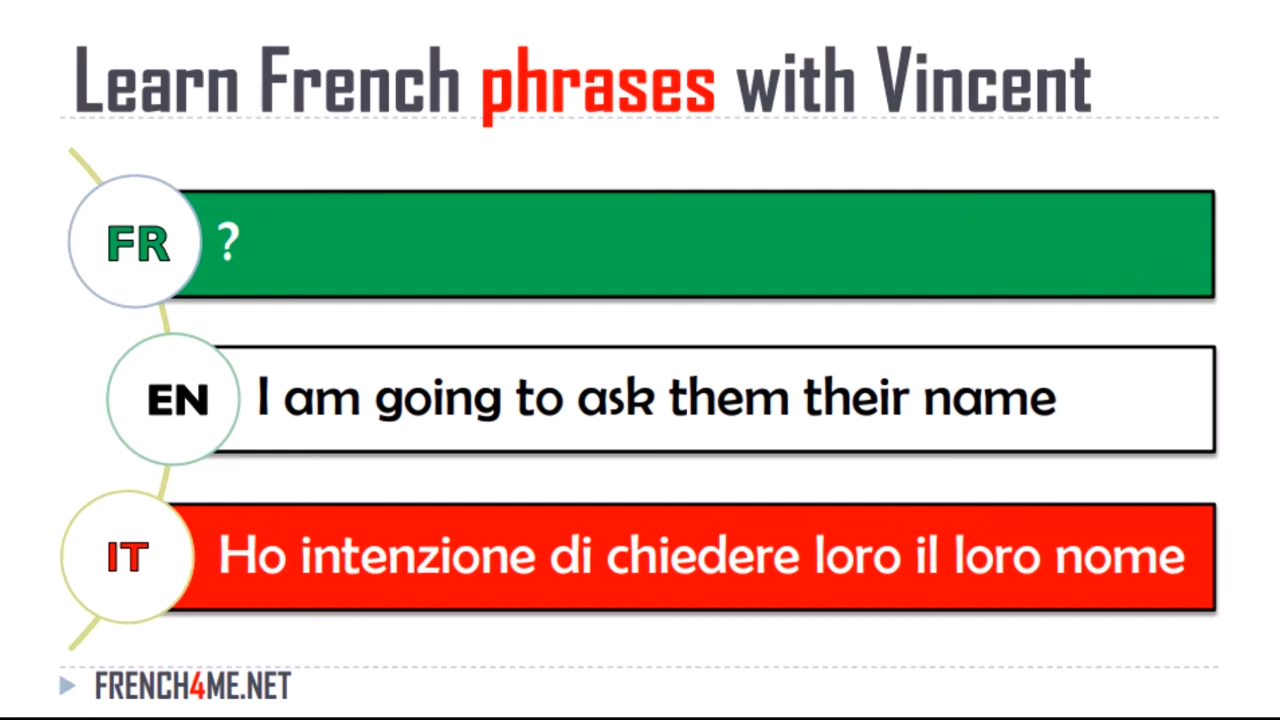 Learn French phrases with Vincent
FR ?
EN I am going to ask them their name
IT Ho intenzione di chiedere loro il loro nome
FRENCH4ME.NET